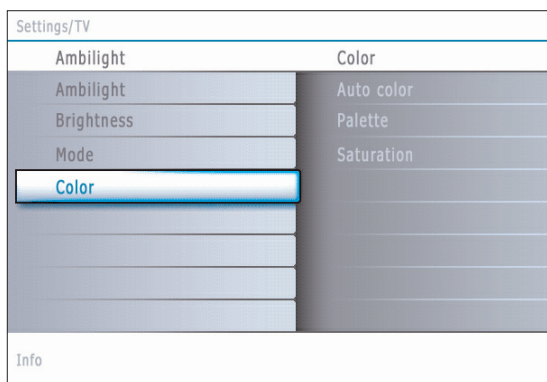 Settings/TV
Ambilight Color
Ambilight Auto color
Brightness Palette
Mode Saturation
Color
Info